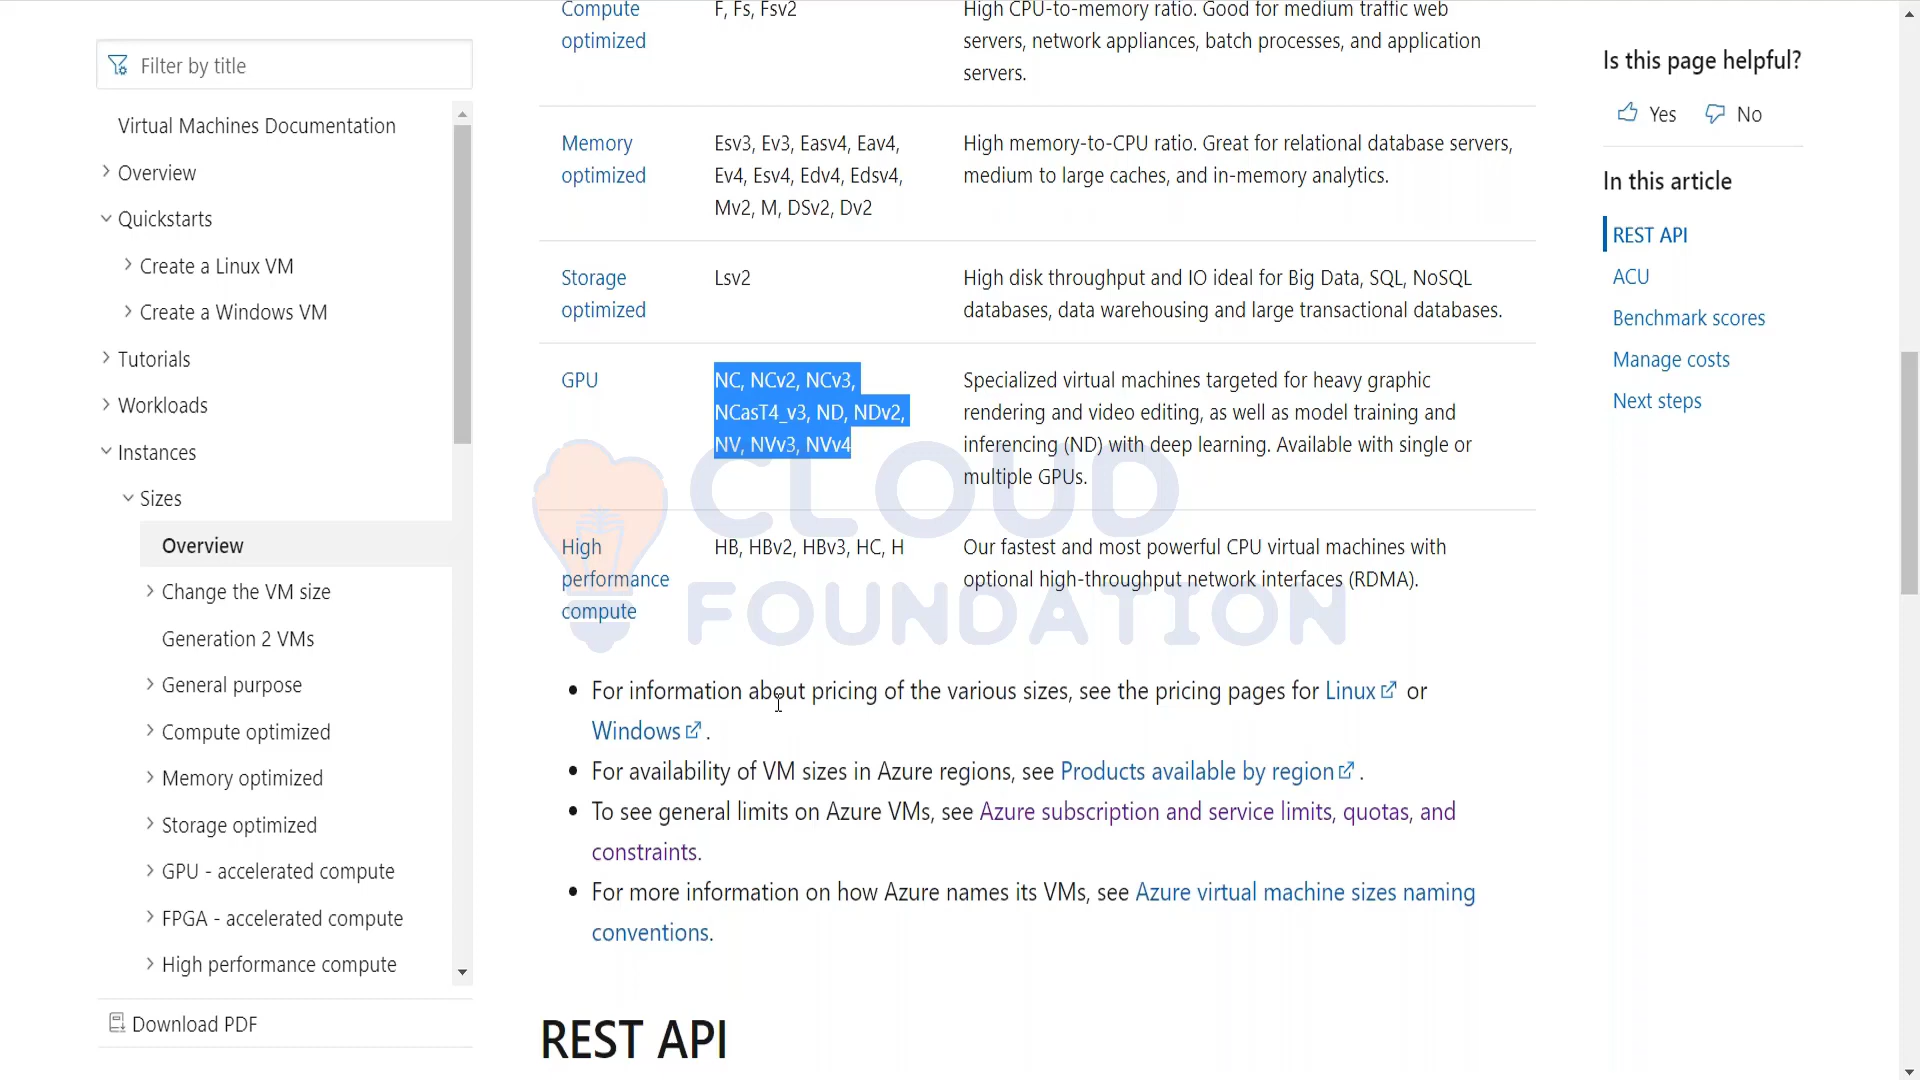 Filter by title
Virtual Machines Documentation
Overview
Quickstarts
Create a Linux VM
Create a Windows VM
Tutorials
Workloads
Instances
Sizes
Overview
Change the VM size
Generation 2 VMs
General purpose
Compute optimized
Memory optimized
Storage optimized
GPU - accelerated compute
FPGA - accelerated compute
High performance compute
Download PDF
Compute
optimized
F, Fs, Fsv2
High CPU-to-memory ratio. Good for medium traffic web
servers, network appliances, batch processes, and application
servers.
Memory
optimized
Esv3, Ev3, Easv4, Eav4,
Ev4, Esv4, Edv4, Edsv4,
Mv2, M, DSv2, Dv2
High memory-to-CPU ratio. Great for relational database servers,
medium to large caches, and in-memory analytics.
Storage
optimized
Lsv2
High disk throughput and IO ideal for Big Data, SQL, NoSQL
databases, data warehousing and large transactional databases.
GPU
NC, NCv2, NCv3,
NCasT4_v3, ND, NDv2,
NV, NVv3, NVv4
Specialized virtual machines targeted for heavy graphic
rendering and video editing, as well as model training and
inferencing (ND) with deep learning. Available with single or
multiple GPUs.
High
performance
compute
HB, HBv2, HBv3, HC, H
Our fastest and most powerful CPU virtual machines with
optional high-throughput network interfaces (RDMA).
CLOUD
FOUNDATION
For information about pricing of the various sizes, see the pricing pages for Linux or
Windows .
For availability of VM sizes in Azure regions, see Products available by region .
To see general limits on Azure VMs, see Azure subscription and service limits, quotas, and
constraints.
For more information on how Azure names its VMs, see Azure virtual machine sizes naming
conventions.
REST API
Is this page helpful?
Yes No
In this article
REST API
ACU
Benchmark scores
Manage costs
Next steps